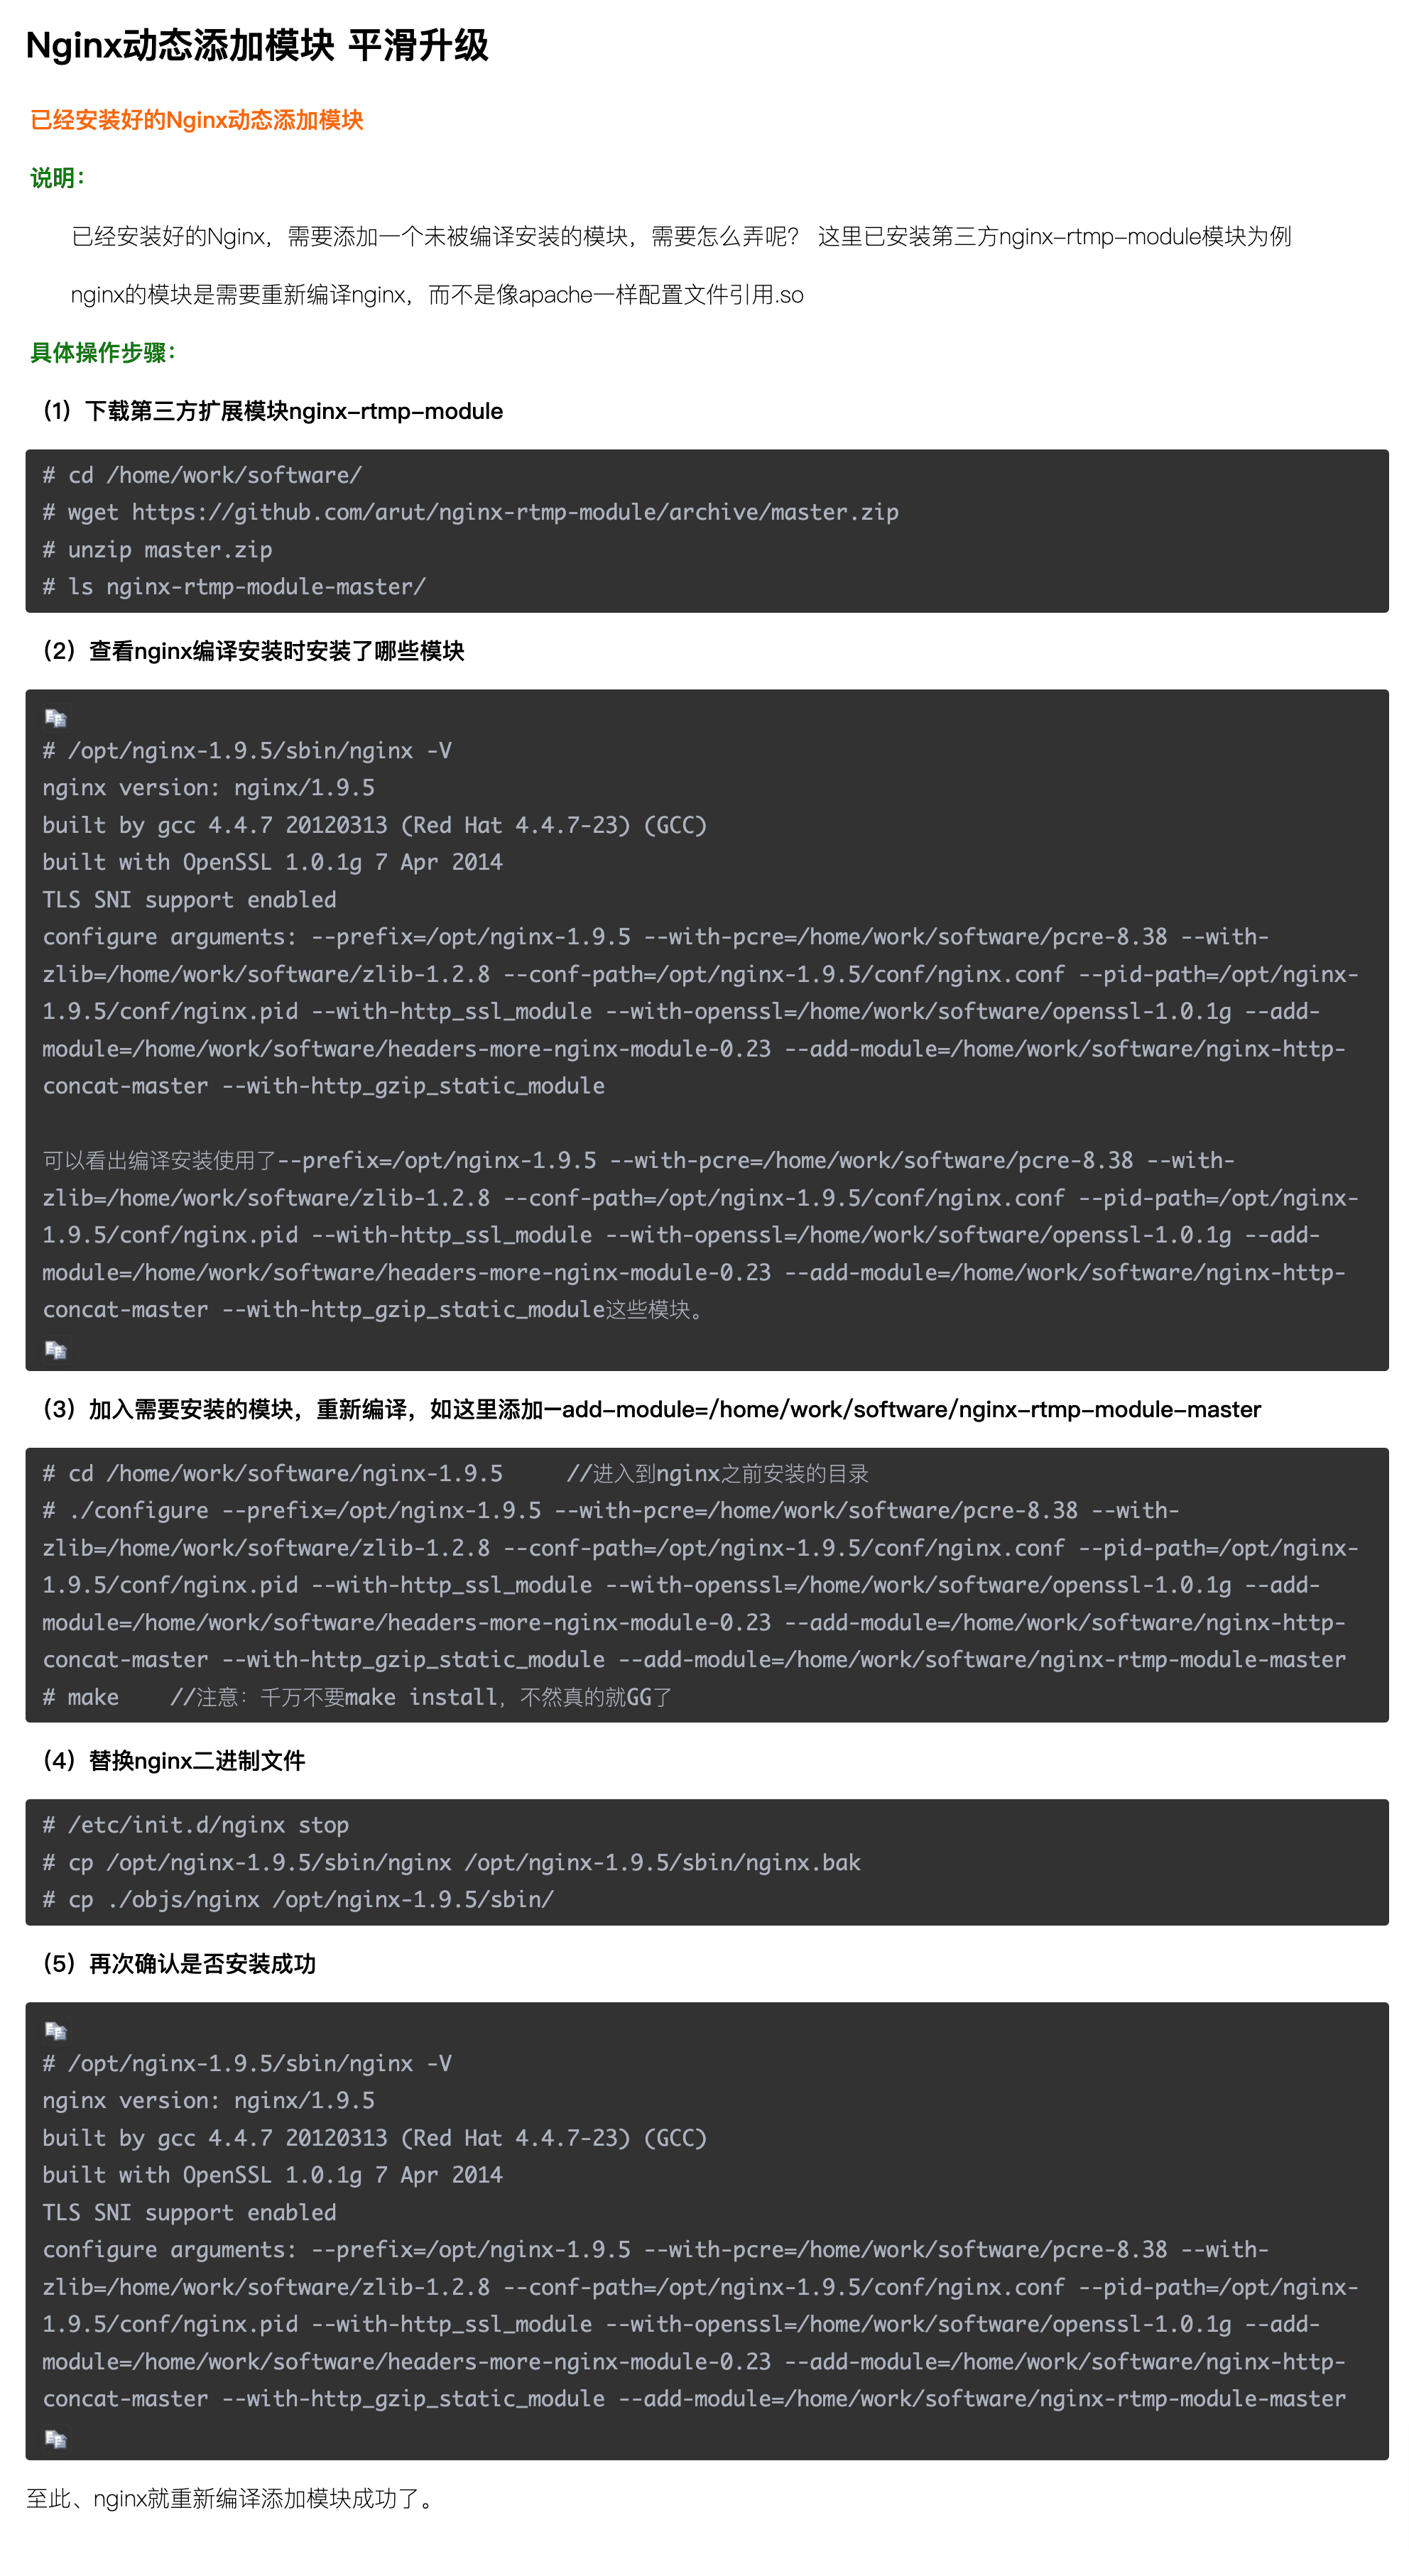 Nginx动态添加模块 平滑升级
已经安装好的Nginx动态添加模块
说明：
已经安装好的Nginx，需要添加一个未被编译安装的模块，需要怎么弄呢？ 这里已安装第三方nginx-rtmp-module模块为例
nginx的模块是需要重新编译nginx，而不是像apache一样配置文件引用.so
具体操作步骤：
（1）下载第三方扩展模块nginx-rtmp-module
# cd /home/work/software/
# wget https://github.com/arut/nginx-rtmp-module/archive/master.zip
# unzip master.zip
# ls nginx-rtmp-module-master/
（2）查看nginx编译安装时安装了哪些模块
# /opt/nginx-1.9.5/sbin/nginx -V
nginx version: nginx/1.9.5
built by gcc 4.4.7 20120313 (Red Hat 4.4.7-23) (GCC)
built with OpenSSL 1.0.1g 7 Apr 2014
TLS SNI support enabled
configure arguments: --prefix=/opt/nginx-1.9.5 --with-pcre=/home/work/software/pcre-8.38 --with-
zlib=/home/work/software/zlib-1.2.8 --conf-path=/opt/nginx-1.9.5/conf/nginx.conf --pid-path=/opt/nginx-
1.9.5/conf/nginx.pid --with-http_ssl_module --with-openssl=/home/work/software/openssl-1.0.1g --add-
module=/home/work/software/headers-more-nginx-module-0.23 --add-module=/home/work/software/nginx-http-
concat-master --with-http_gzip_static_module
可以看出编译安装使用了--prefix=/opt/nginx-1.9.5 --with-pcre=/home/work/software/pcre-8.38 --with-
zlib=/home/work/software/zlib-1.2.8 --conf-path=/opt/nginx-1.9.5/conf/nginx.conf --pid-path=/opt/nginx-
1.9.5/conf/nginx.pid --with-http_ssl_module --with-openssl=/home/work/software/openssl-1.0.1g --add-
module=/home/work/software/headers-more-nginx-module-0.23 --add-module=/home/work/software/nginx-http-
concat-master --with-http_gzip_static_module这些模块。
（3）加入需要安装的模块，重新编译，如这里添加—add-module=/home/work/software/nginx-rtmp-module-master
# cd /home/work/software/nginx-1.9.5     //进入到nginx之前安装的目录
# ./configure --prefix=/opt/nginx-1.9.5 --with-pcre=/home/work/software/pcre-8.38 --with-
zlib=/home/work/software/zlib-1.2.8 --conf-path=/opt/nginx-1.9.5/conf/nginx.conf --pid-path=/opt/nginx-
1.9.5/conf/nginx.pid --with-http_ssl_module --with-openssl=/home/work/software/openssl-1.0.1g --add-
module=/home/work/software/headers-more-nginx-module-0.23 --add-module=/home/work/software/nginx-http-
concat-master --with-http_gzip_static_module --add-module=/home/work/software/nginx-rtmp-module-master
# make    //注意：千万不要make install，不然真的就GG了
（4）替换nginx二进制文件
# /etc/init.d/nginx stop
# cp /opt/nginx-1.9.5/sbin/nginx /opt/nginx-1.9.5/sbin/nginx.bak
# cp ./objs/nginx /opt/nginx-1.9.5/sbin/
（5）再次确认是否安装成功
# /opt/nginx-1.9.5/sbin/nginx -V
nginx version: nginx/1.9.5
built by gcc 4.4.7 20120313 (Red Hat 4.4.7-23) (GCC)
built with OpenSSL 1.0.1g 7 Apr 2014
TLS SNI support enabled
configure arguments: --prefix=/opt/nginx-1.9.5 --with-pcre=/home/work/software/pcre-8.38 --with-
zlib=/home/work/software/zlib-1.2.8 --conf-path=/opt/nginx-1.9.5/conf/nginx.conf --pid-path=/opt/nginx-
1.9.5/conf/nginx.pid --with-http_ssl_module --with-openssl=/home/work/software/openssl-1.0.1g --add-
module=/home/work/software/headers-more-nginx-module-0.23 --add-module=/home/work/software/nginx-http-
concat-master --with-http_gzip_static_module --add-module=/home/work/software/nginx-rtmp-module-master
至此、nginx就重新编译添加模块成功了。